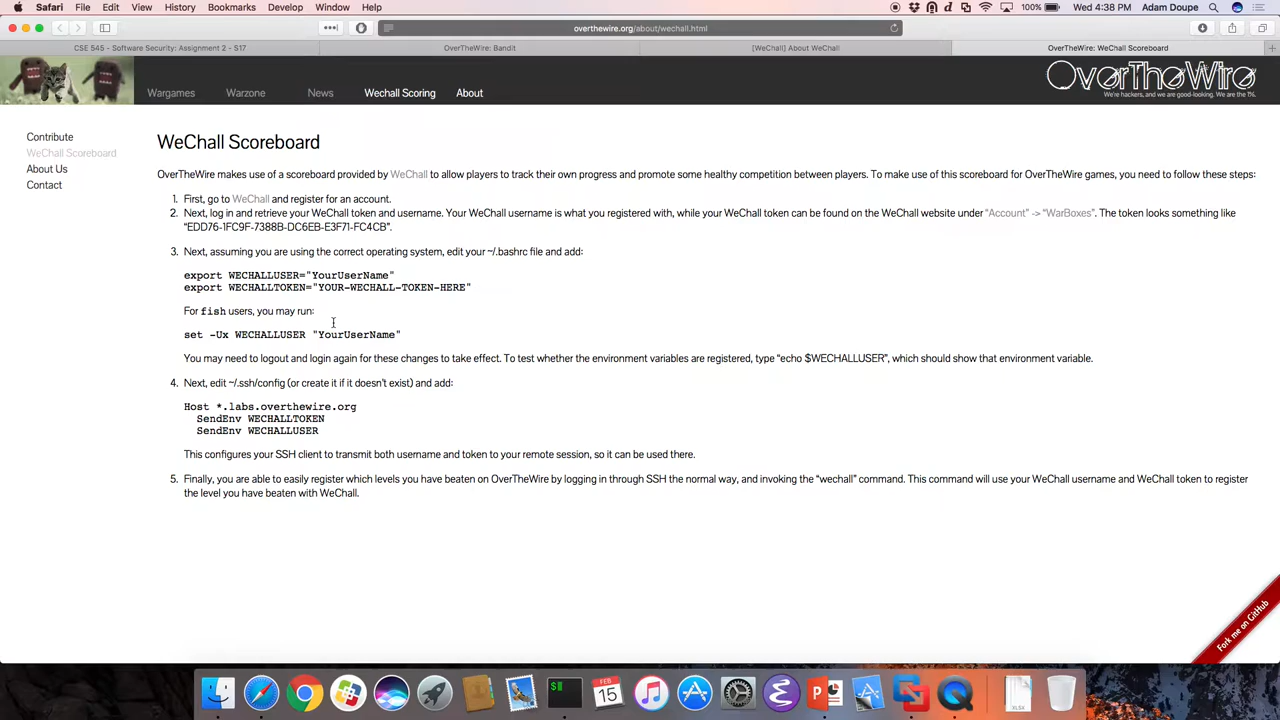 Safari File Edit View History Bookmarks Develop Window Help 100% Wed 4:38 PM Adam Doupe
overthewire.org/about/wechall.html
CSE 545 - Software Security: Assignment 2 - S17 OverTheWire: Bandit [WeChall] About WeChall OverTheWire: WeChall Scoreboard
Wargames Warzone News Wechall Scoring About
OverTheWire
We're hackers, and we are good-looking. We are the 1%.
Contribute
WeChall Scoreboard
About Us
Contact
WeChall Scoreboard
OverTheWire makes use of a scoreboard provided by WeChall to allow players to track their own progress and promote some healthy competition between players. To make use of this scoreboard for OverTheWire games, you need to follow these steps:
1. First, go to WeChall and register for an account.
2. Next, log in and retrieve your WeChall token and username. Your WeChall username is what you registered with, while your WeChall token can be found on the WeChall website under “Account” -> “WarBoxes”. The token looks something like
“EDD76-1FC9F-7388B-DC6EB-E3F71-FC4CB”.
3. Next, assuming you are using the correct operating system, edit your ~/.bashrc file and add:
export WECHALLUSER="YourUserName"
export WECHALLTOKEN="YOUR-WECHALL-TOKEN-HERE"
For fish users, you may run:
set -Ux WECHALLUSER "YourUserName"
You may need to logout and login again for these changes to take effect. To test whether the environment variables are registered, type “echo $WECHALLUSER”, which should show that environment variable.
4. Next, edit ~/.ssh/config (or create it if it doesn’t exist) and add:
Host *.labs.overthewire.org
SendEnv WECHALLTOKEN
SendEnv WECHALLUSER
This configures your SSH client to transmit both username and token to your remote session, so it can be used there.
5. Finally, you are able to easily register which levels you have beaten on OverTheWire by logging in through SSH the normal way, and invoking the “wechall” command. This command will use your WeChall username and WeChall token to register
the level you have beaten with WeChall.
Fork me on GitHub
FEB
15
XLSX